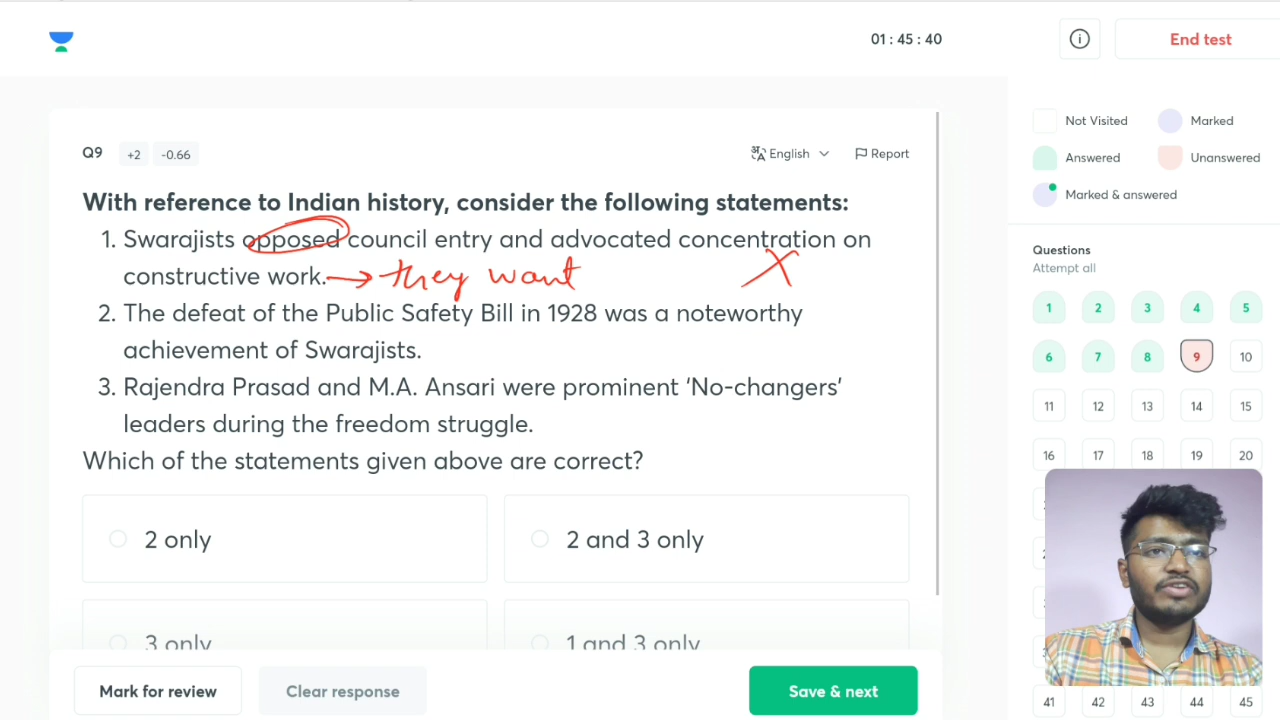 01 : 45 : 40
End test
Q9
+2
-0.66
English
Report
Not Visited
Marked
Answered
Unanswered
Marked & answered
With reference to Indian history, consider the following statements:
1. Swarajists opposed council entry and advocated concentration on
constructive work. → they want X
2. The defeat of the Public Safety Bill in 1928 was a noteworthy
achievement of Swarajists.
3. Rajendra Prasad and M.A. Ansari were prominent ‘No-changers’
leaders during the freedom struggle.
Which of the statements given above are correct?
2 only
2 and 3 only
3 only
1 and 3 only
Mark for review
Clear response
Save & next
Questions
Attempt all
1 2 3 4 5
6 7 8 9 10
11 12 13 14 15
16 17 18 19 20
41 42 43 44 45